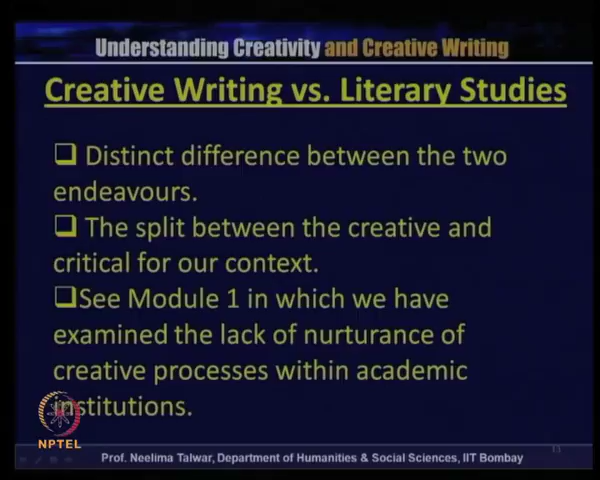 Understanding Creativity and Creative Writing
Creative Writing vs. Literary Studies
❑ Distinct difference between the two
endeavours.
❑ The split between the creative and
critical for our context.
❑See Module 1 in which we have
examined the lack of nurturance of
creative processes within academic
institutions.
NPTEL
Prof. Neelima Talwar, Department of Humanities & Social Sciences, IIT Bombay
13